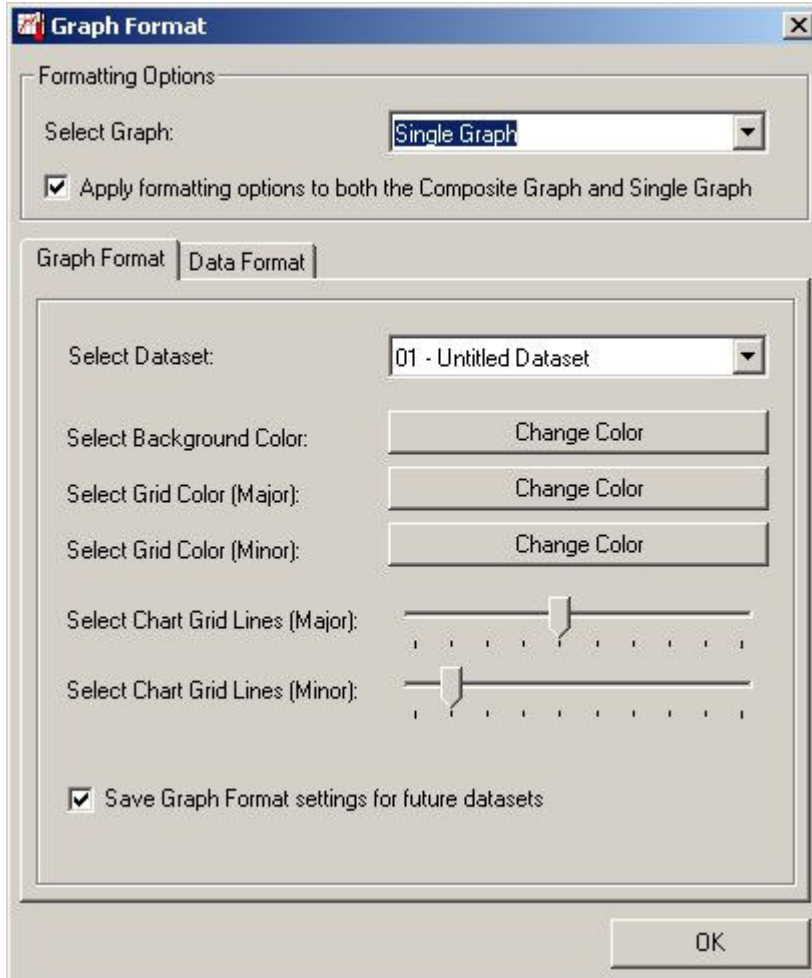 Graph Format
Formatting Options
Select Graph: Single Graph
Apply formatting options to both the Composite Graph and Single Graph
Graph Format Data Format
Select Dataset: 01 - Untitled Dataset
Select Background Color: Change Color
Select Grid Color (Major): Change Color
Select Grid Color (Minor): Change Color
Select Chart Grid Lines (Major):
Select Chart Grid Lines (Minor):
Save Graph Format settings for future datasets
OK